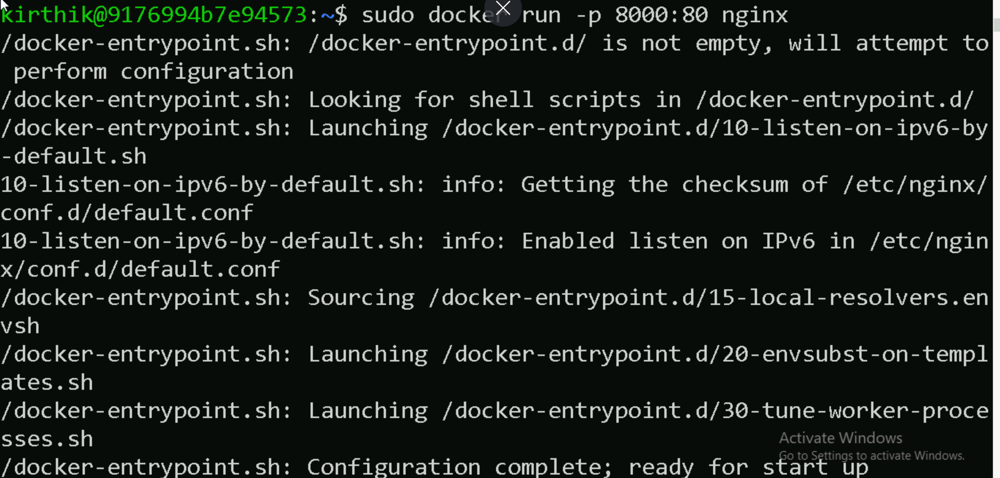 kirthik@9176994b7e94573:~$ sudo docker run -p 8000:80 nginx
/docker-entrypoint.sh: /docker-entrypoint.d/ is not empty, will attempt to
 perform configuration
/docker-entrypoint.sh: Looking for shell scripts in /docker-entrypoint.d/
/docker-entrypoint.sh: Launching /docker-entrypoint.d/10-listen-on-ipv6-by
-default.sh
10-listen-on-ipv6-by-default.sh: info: Getting the checksum of /etc/nginx/
conf.d/default.conf
10-listen-on-ipv6-by-default.sh: info: Enabled listen on IPv6 in /etc/ngin
x/conf.d/default.conf
/docker-entrypoint.sh: Sourcing /docker-entrypoint.d/15-local-resolvers.en
vsh
/docker-entrypoint.sh: Launching /docker-entrypoint.d/20-envsubst-on-templ
ates.sh
/docker-entrypoint.sh: Launching /docker-entrypoint.d/30-tune-worker-proce
sses.sh
/docker-entrypoint.sh: Configuration complete; ready for start up
Activate Windows
Go to Settings to activate Windows.